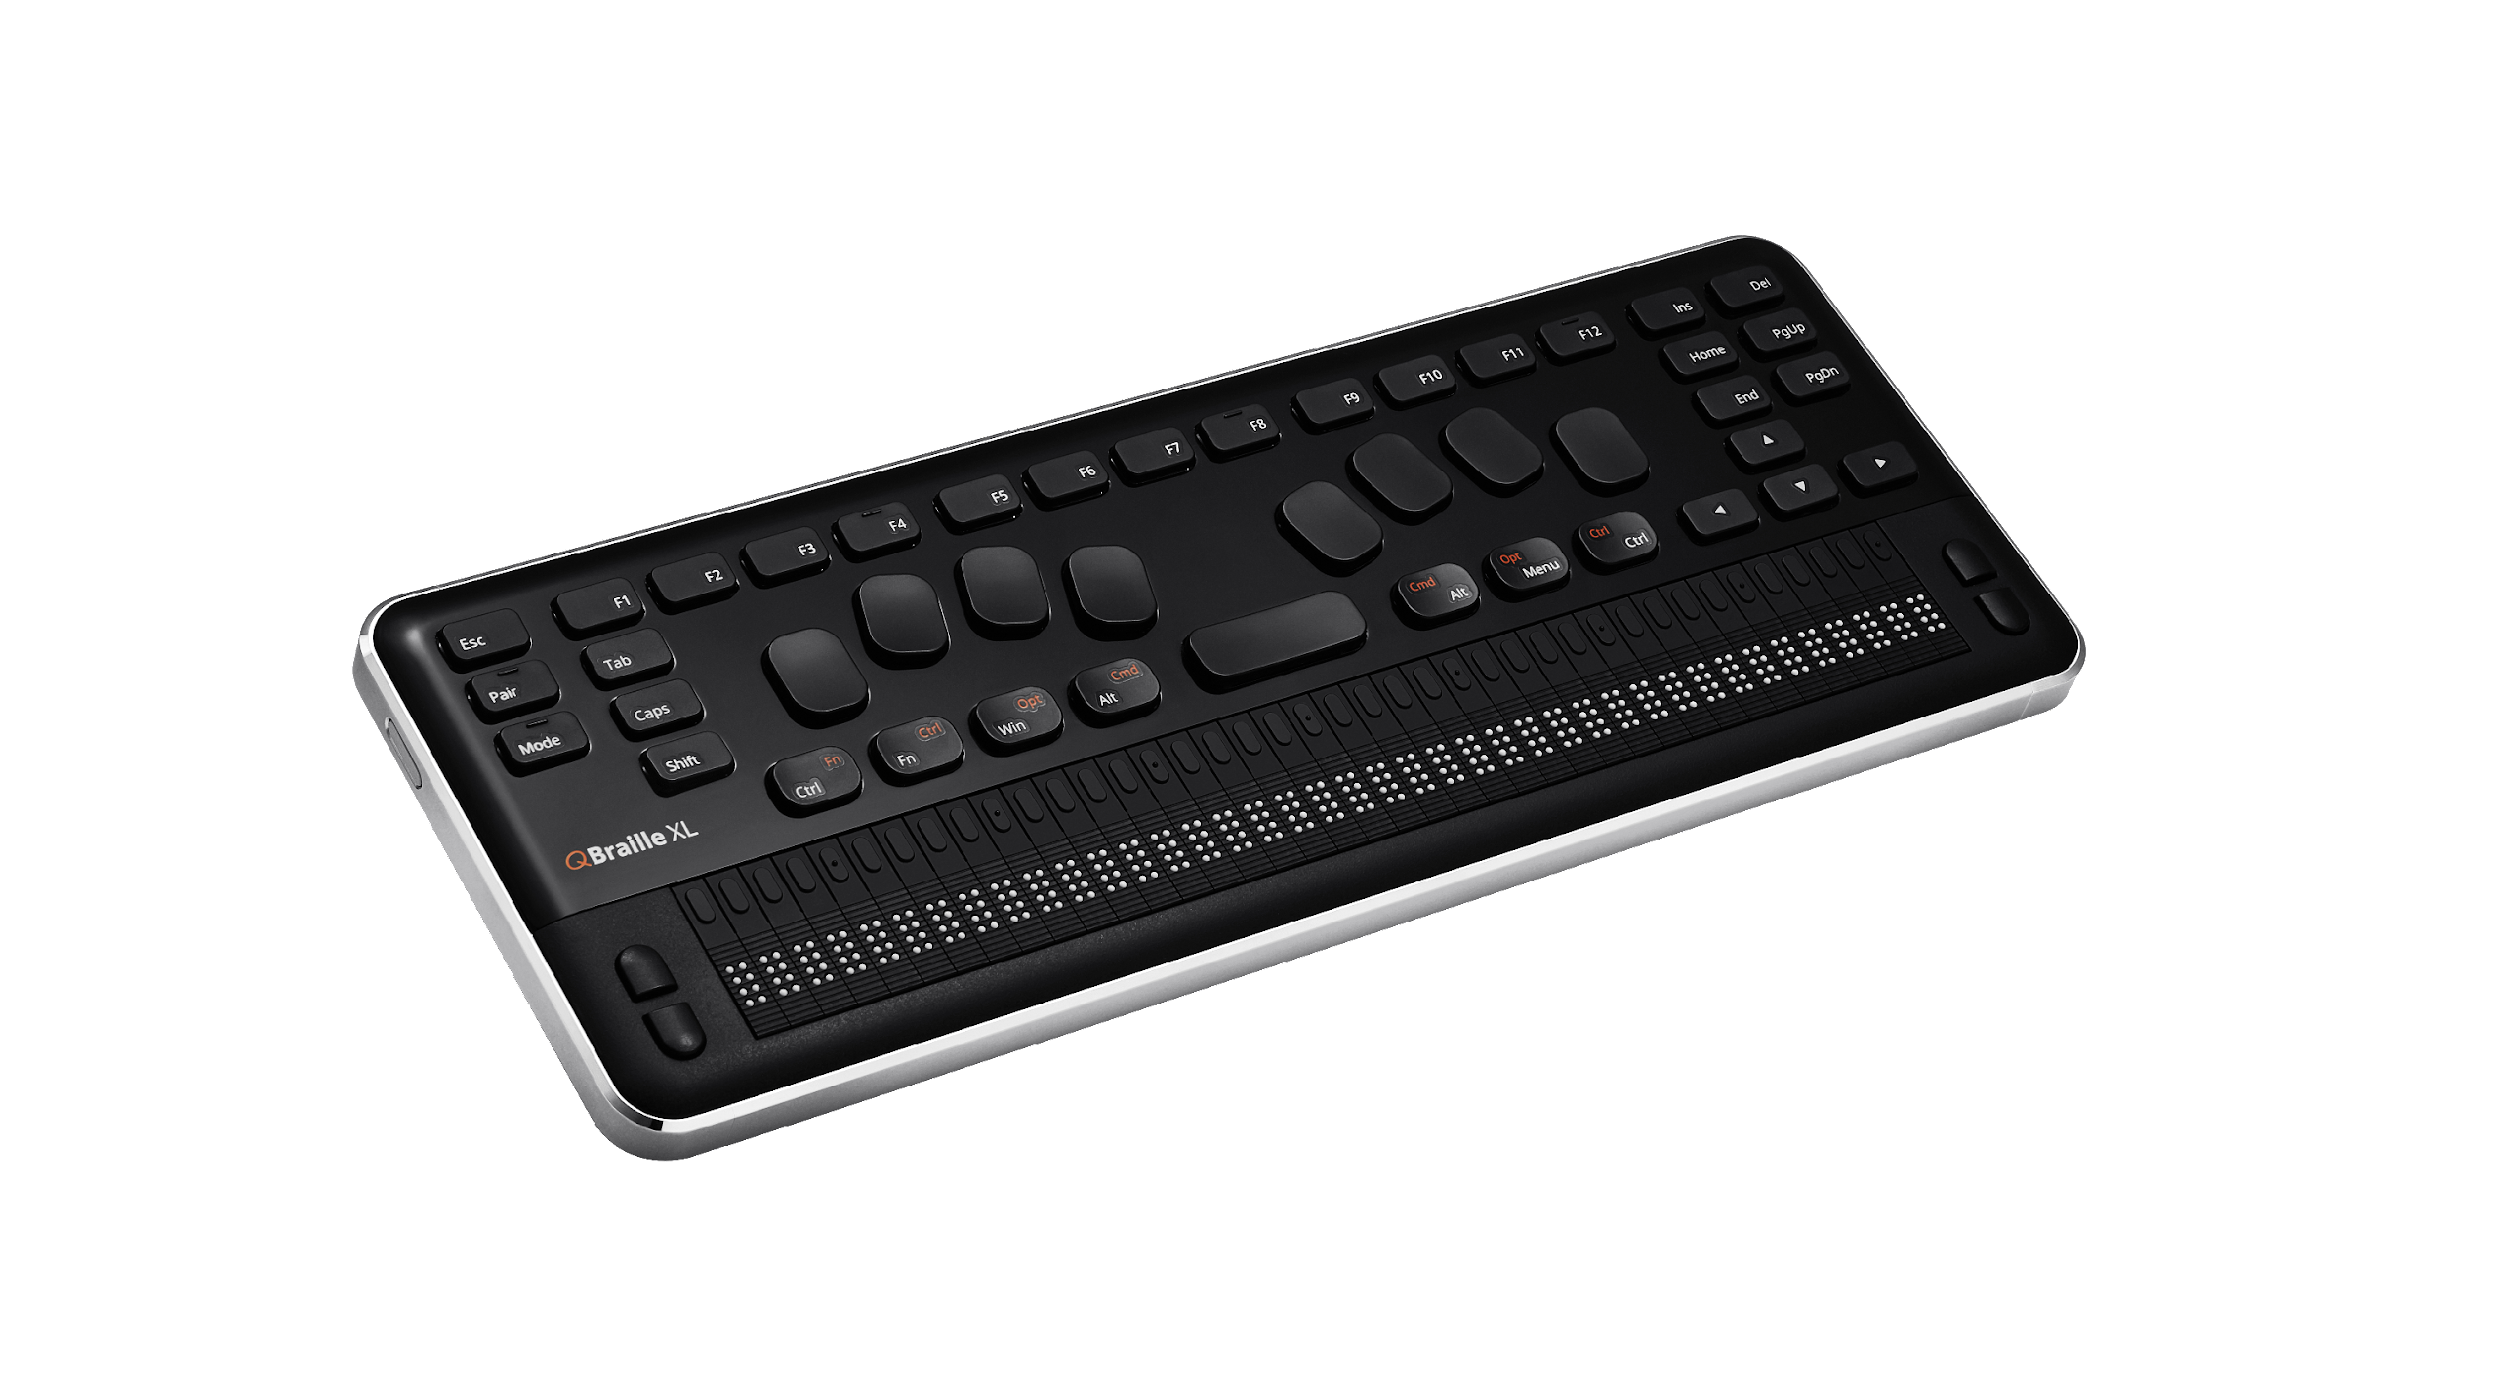 F1 F2 F3 F4 F5 F6 F7 F8 F9 F10 F11 F12 Ins Del
Esc Tab Home PgUp
Pair Caps End PgDn
Mode Shift ▲
◀ ▼ ▶
Fn Ctrl Opt Cmd Cmd Opt Ctrl
Ctrl Fn Win Alt Alt Menu Ctrl
QBraille XL